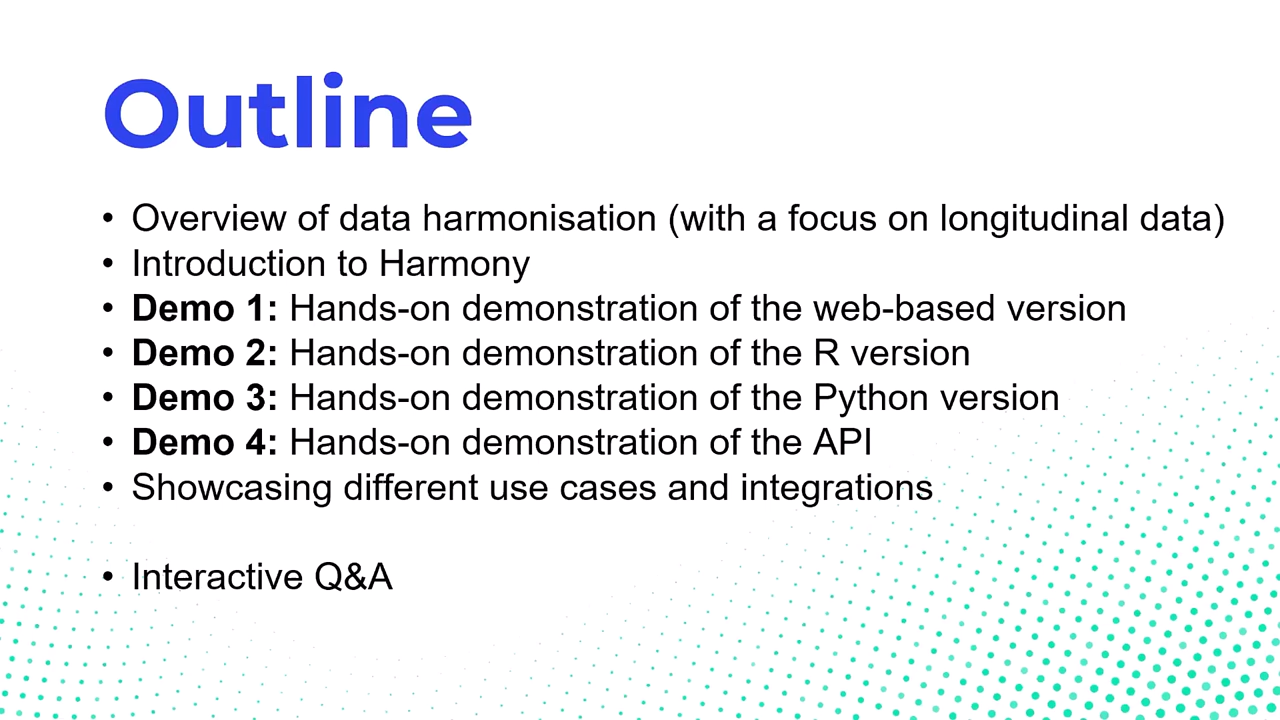 Outline
• Overview of data harmonisation (with a focus on longitudinal data)
• Introduction to Harmony
• Demo 1: Hands-on demonstration of the web-based version
• Demo 2: Hands-on demonstration of the R version
• Demo 3: Hands-on demonstration of the Python version
• Demo 4: Hands-on demonstration of the API
• Showcasing different use cases and integrations
• Interactive Q&A